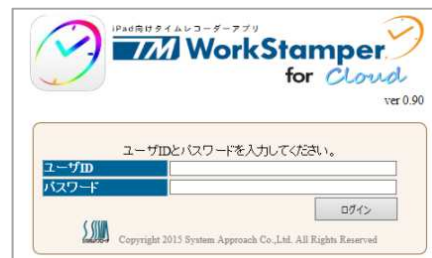 iPad向けタイムレコーダーアプリ
TM WorkStamper
for Cloud
ver 0.90
ユーザIDとパスワードを入力してください。
ユーザID
パスワード
ログイン
Copyright 2015 System Approach Co.,Ltd. All Rights Reserved